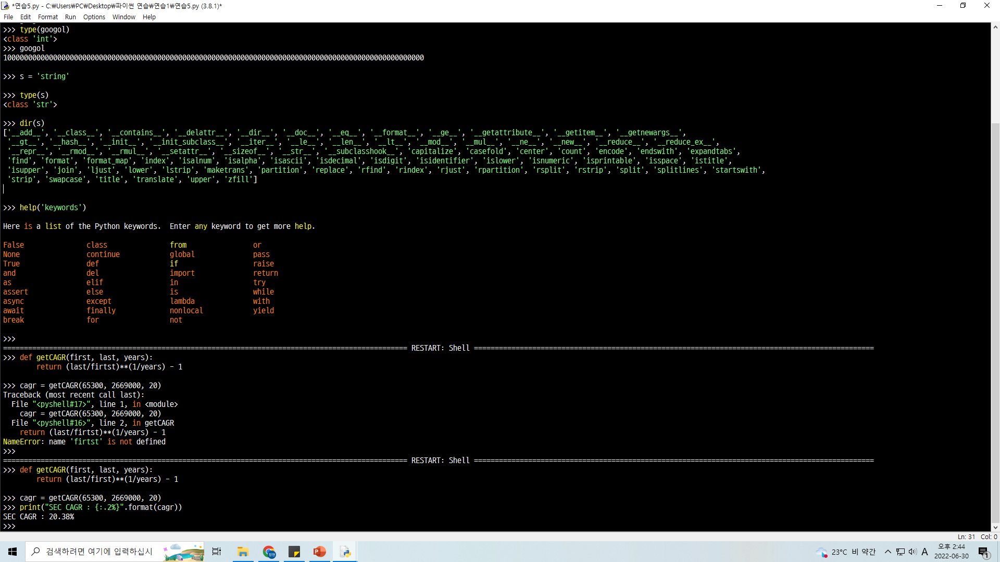 *연습5.py - C:₩Users₩PC₩Desktop₩파이썬 연습₩연습1₩연습5.py (3.8.1)*
File Edit Format Run Options Window Help
>>> type(googol)
<class 'int'>
>>> googol
10000000000000000000000000000000000000000000000000000000000000000000000000000000000000000000000000000
>>> s = 'string'
>>> type(s)
<class 'str'>
>>> dir(s)
['__add__', '__class__', '__contains__', '__delattr__', '__dir__', '__doc__', '__eq__', '__format__', '__ge__', '__getattribute__', '__getitem__', '__getnewargs__',
'__gt__', '__hash__', '__init__', '__init_subclass__', '__iter__', '__le__', '__len__', '__lt__', '__mod__', '__mul__', '__ne__', '__new__', '__reduce__', '__reduce_ex__',
'__repr__', '__rmod__', '__rmul__', '__setattr__', '__sizeof__', '__str__', '__subclasshook__', 'capitalize', 'casefold', 'center', 'count', 'encode', 'endswith', 'expandtabs',
'find', 'format', 'format_map', 'index', 'isalnum', 'isalpha', 'isascii', 'isdecimal', 'isdigit', 'isidentifier', 'islower', 'isnumeric', 'isprintable', 'isspace', 'istitle',
'isupper', 'join', 'ljust', 'lower', 'lstrip', 'maketrans', 'partition', 'replace', 'rfind', 'rindex', 'rjust', 'rpartition', 'rsplit', 'rstrip', 'split', 'splitlines', 'startswith',
'strip', 'swapcase', 'title', 'translate', 'upper', 'zfill']
>>> help('keywords')
Here is a list of the Python keywords.  Enter any keyword to get more help.
False class from or
None continue global pass
True def if raise
and del import return
as elif in try
assert else is while
async except lambda with
await finally nonlocal yield
break for not
>>>
================================================================================================= RESTART: Shell ================================================================================================
>>> def getCAGR(first, last, years):
return (last/firtst)**(1/years) - 1
>>> cagr = getCAGR(65300, 2669000, 20)
Traceback (most recent call last):
File "<pyshell#17>", line 1, in <module>
cagr = getCAGR(65300, 2669000, 20)
File "<pyshell#16>", line 2, in getCAGR
return (last/firtst)**(1/years) - 1
NameError: name 'firtst' is not defined
>>>
================================================================================================= RESTART: Shell ================================================================================================
>>> def getCAGR(first, last, years):
return (last/first)**(1/years) - 1
>>> cagr = getCAGR(65300, 2669000, 20)
>>> print("SEC CAGR : {:.2%}".format(cagr))
SEC CAGR : 20.38%
>>>
Ln: 31 Col: 0
검색하려면 여기에 입력하십시
23°C 비 약간
A
오후 2:44
2022-06-30
1